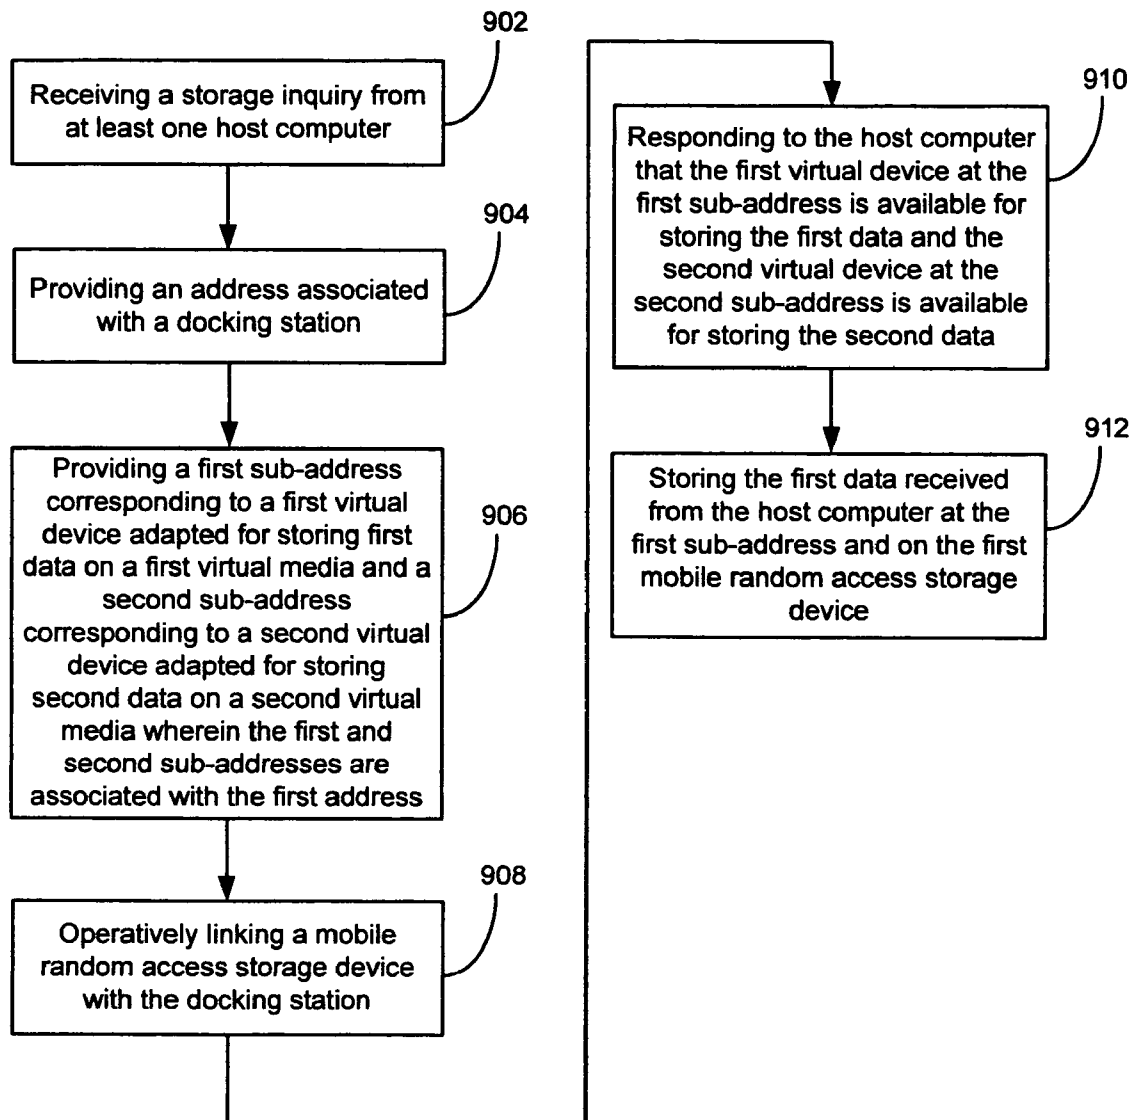 902
Receiving a storage inquiry from
at least one host computer
904
Providing an address associated
with a docking station
906
Providing a first sub-address
corresponding to a first virtual
device adapted for storing first
data on a first virtual media and a
second sub-address
corresponding to a second virtual
device adapted for storing
second data on a second virtual
media wherein the first and
second sub-addresses are
associated with the first address
908
Operatively linking a mobile
random access storage device
with the docking station
910
Responding to the host computer
that the first virtual device at the
first sub-address is available for
storing the first data and the
second virtual device at the
second sub-address is available
for storing the second data
912
Storing the first data received
from the host computer at the
first sub-address and on the first
mobile random access storage
device